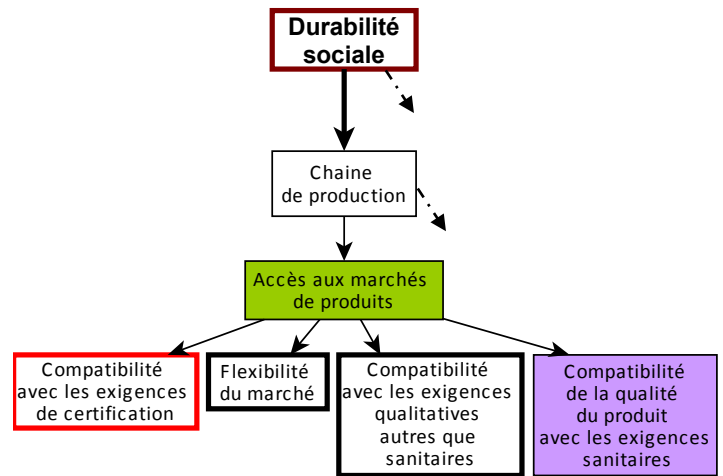 Durabilité
sociale
Chaine
de production
Accès aux marchés
de produits
Compatibilité
avec les exigences
de certification
Flexibilité
du marché
Compatibilité
avec les exigences
qualitatives
autres que
sanitaires
Compatibilité
de la qualité
du produit
avec les exigences
sanitaires